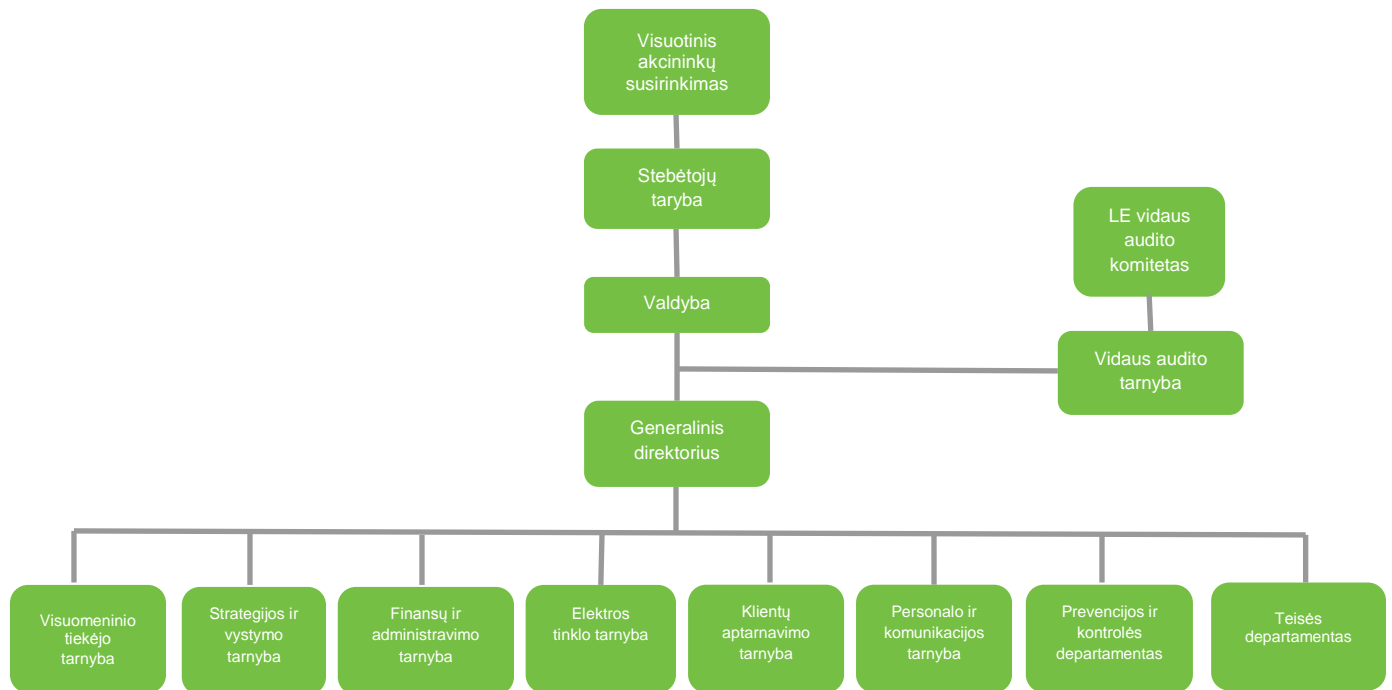 Visuotinis
akcininkų
susirinkimas
Stebėtojų
taryba
LE vidaus
audito
komitetas
Valdyba
Vidaus audito
tarnyba
Generalinis
direktorius
Visuomeninio
tiekėjo
tarnyba
Strategijos ir
vystymo
tarnyba
Finansų ir
administravimo
tarnyba
Elektros
tinklo tarnyba
Klientų
aptarnavimo
tarnyba
Personalo ir
komunikacijos
tarnyba
Prevencijos ir
kontrolės
departamentas
Teisės
departamentas